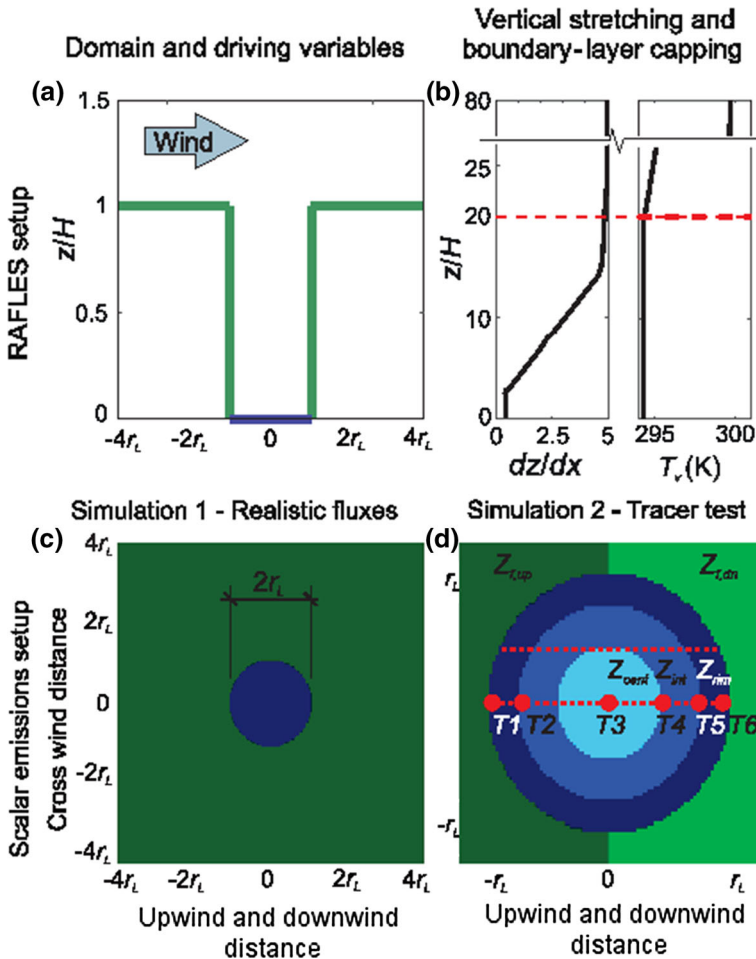 Domain and driving variables
Vertical stretching and
boundary-layer capping
(a)
(b)
RAFLES setup
z/H
1.5
1
0.5
0
Wind
-4r_L
-2r_L
0
2r_L
4r_L
z/H
80
25
20
10
0
0
2.5
5
dz/dx
295
300
T_v(K)
Simulation 1 - Realistic fluxes
Simulation 2 - Tracer test
(c)
(d)
Scalar emissions setup
Cross wind distance
4r_L
2r_L
0
-2r_L
-4r_L
2r_L
-4r_L
-2r_L
0
2r_L
4r_L
Upwind and downwind
distance
r_L
-r_L
Z_f,up
Z_f,dn
Z_cent
Z_int
Z_rim
T1
T2
T3
T4
T5
T6
-r_L
0
r_L
Upwind and downwind
distance